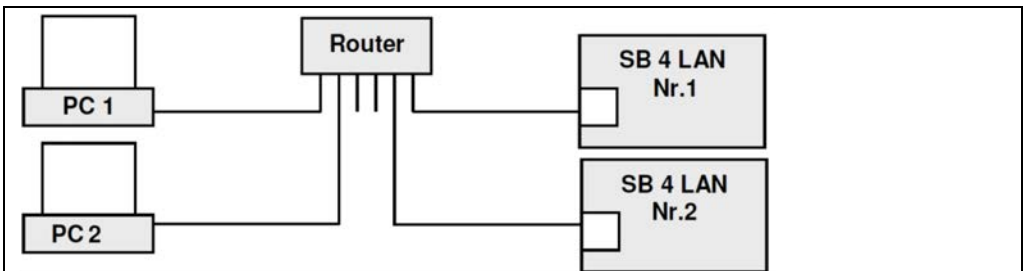 Router
PC 1
SB 4 LAN
Nr.1
PC 2
SB 4 LAN
Nr.2